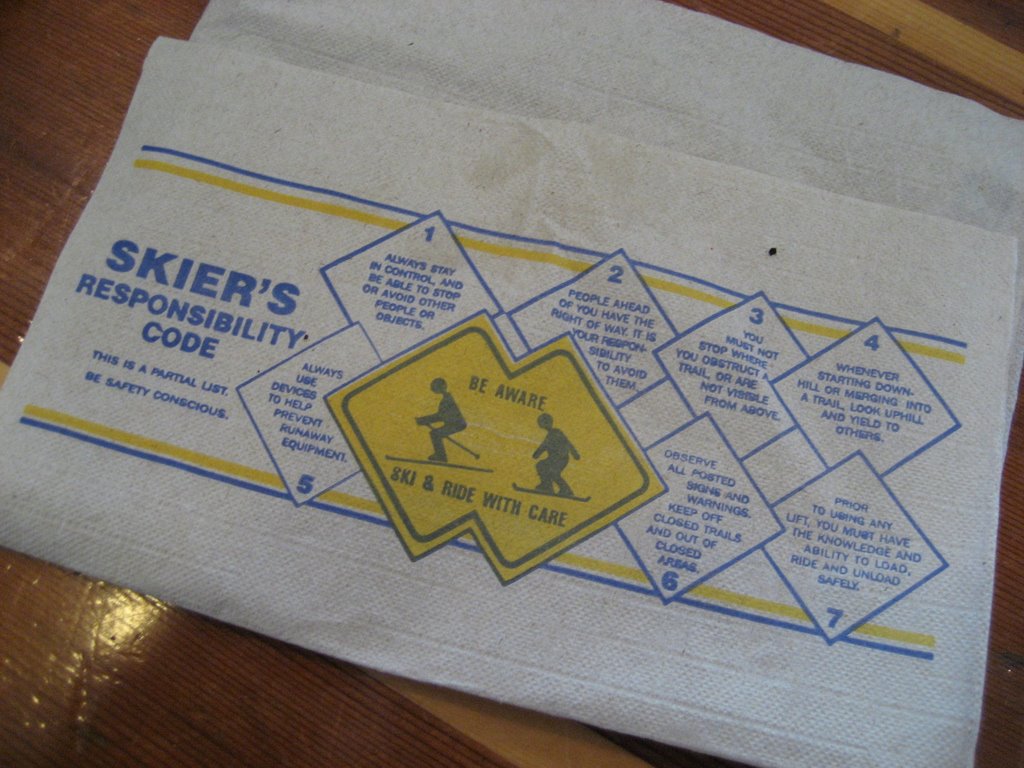 SKIER'S
RESPONSIBILITY
CODE
THIS IS A PARTIAL LIST.
BE SAFETY CONSCIOUS.
1
ALWAYS STAY
IN CONTROL, AND
BE ABLE TO STOP
OR AVOID OTHER
PEOPLE OR
OBJECTS.
2
PEOPLE AHEAD
OF YOU HAVE THE
RIGHT OF WAY. IT IS
YOUR RESPON-
SIBILITY
TO AVOID
THEM.
3
YOU
MUST NOT
STOP WHERE
YOU OBSTRUCT A
TRAIL, OR ARE
NOT VISIBLE
FROM ABOVE.
4
WHENEVER
STARTING DOWN-
HILL OR MERGING INTO
A TRAIL, LOOK UPHILL
AND YIELD TO
OTHERS.
ALWAYS
USE
DEVICES
TO HELP
PREVENT
RUNAWAY
EQUIPMENT.
5
BE AWARE
SKI & RIDE WITH CARE
OBSERVE
ALL POSTED
SIGNS AND
WARNINGS.
KEEP OFF
CLOSED TRAILS
AND OUT OF
CLOSED
AREAS.
6
PRIOR
TO USING ANY
LIFT, YOU MUST HAVE
THE KNOWLEDGE AND
ABILITY TO LOAD,
RIDE AND UNLOAD
SAFELY.
7